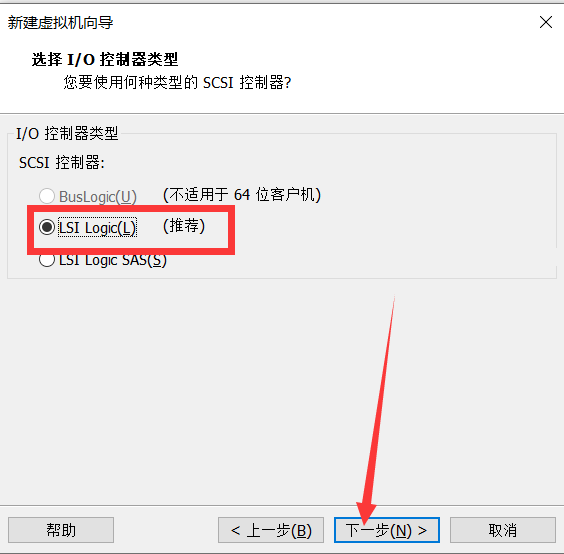 新建虚拟机向导
选择 I/O 控制器类型
您要使用何种类型的 SCSI 控制器?
I/O 控制器类型
SCSI 控制器:
BusLogic(U) (不适用于 64 位客户机)
LSI Logic(L) (推荐)
LSI Logic SAS(S)
帮助 < 上一步(B) 下一步(N) > 取消